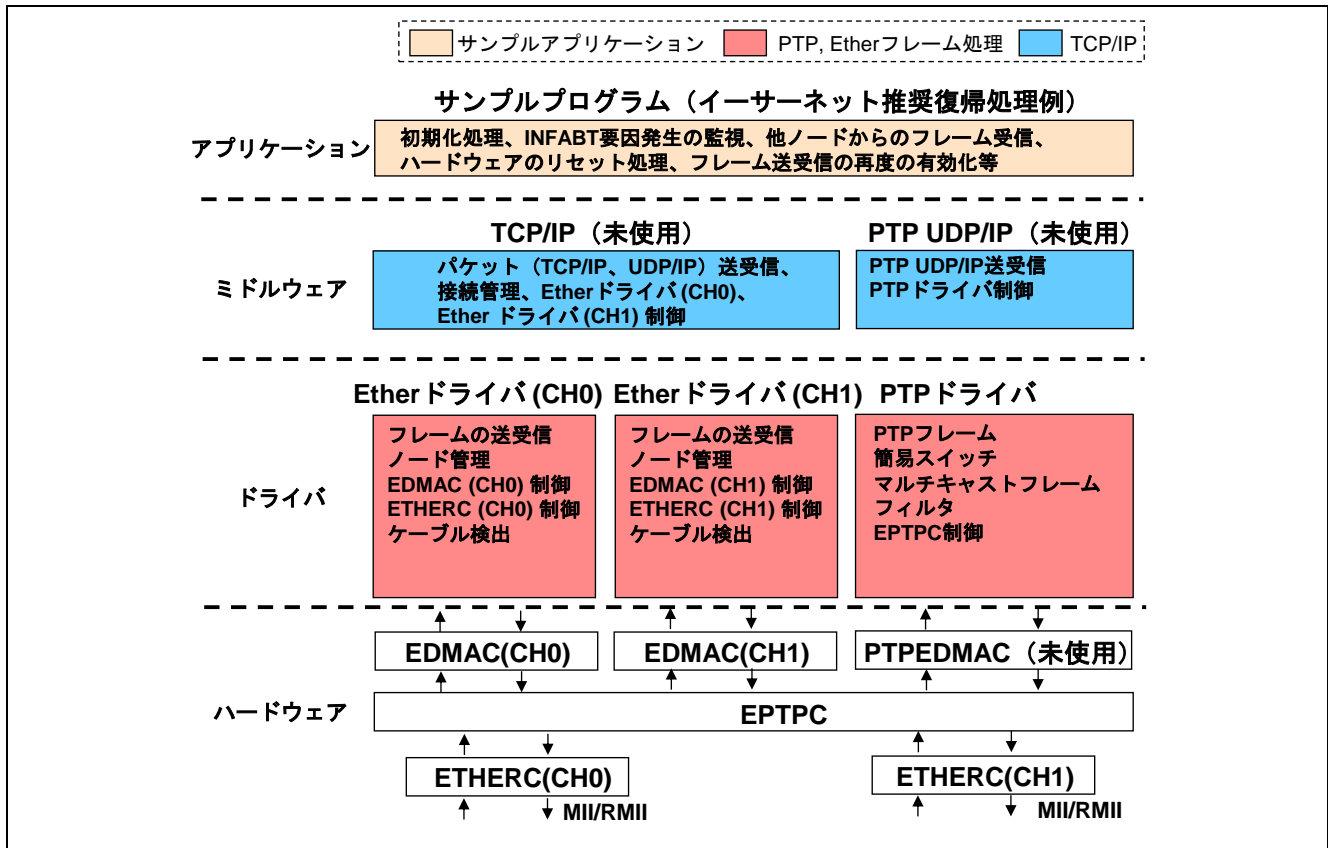 サンプルアプリケーション PTP, Etherフレーム処理 TCP/IP
サンプルプログラム（イーサーネット推奨復帰処理例）
アプリケーション
初期化処理、INFABT要因発生の監視、他ノードからのフレーム受信、
ハードウェアのリセット処理、フレーム送受信の再度の有効化等
TCP/IP（未使用） PTP UDP/IP（未使用）
ミドルウェア
パケット（TCP/IP、UDP/IP）送受信、
接続管理、Etherドライバ (CH0)、
Ether ドライバ (CH1) 制御
PTP UDP/IP送受信
PTPドライバ制御
Etherドライバ (CH0) Etherドライバ (CH1) PTPドライバ
ドライバ
フレームの送受信
ノード管理
EDMAC (CH0) 制御
ETHERC (CH0) 制御
ケーブル検出
フレームの送受信
ノード管理
EDMAC (CH1) 制御
ETHERC (CH1) 制御
ケーブル検出
PTPフレーム
簡易スイッチ
マルチキャストフレーム
フィルタ
EPTPC制御
EDMAC(CH0) EDMAC(CH1) PTPEDMAC（未使用）
ハードウェア
EPTPC
ETHERC(CH0) ETHERC(CH1)
MII/RMII MII/RMII